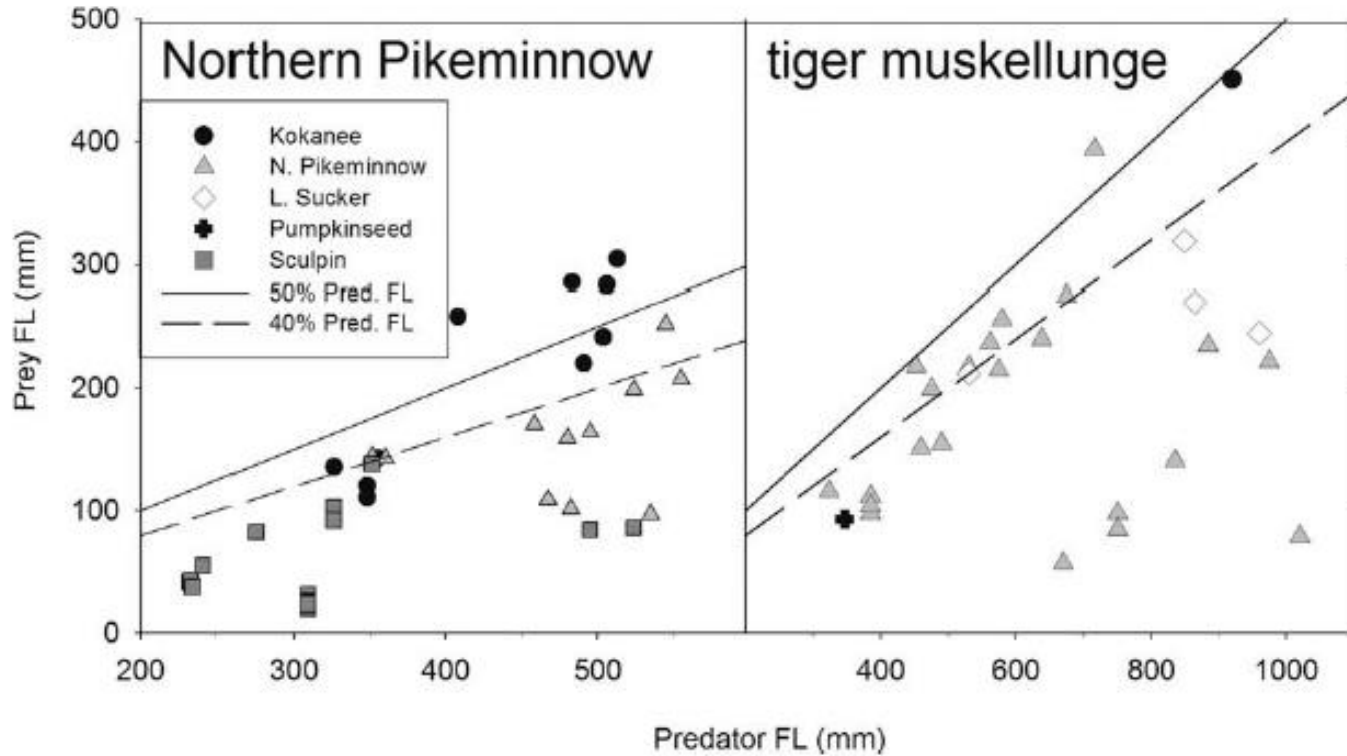 Northern Pikeminnow
tiger muskellunge
Kokanee
N. Pikeminnow
L. Sucker
Pumpkinseed
Sculpin
50% Pred. FL
40% Pred. FL
Prey FL (mm)
500
400
300
200
100
0
200
300
400
500
400
600
800
1000
Predator FL (mm)